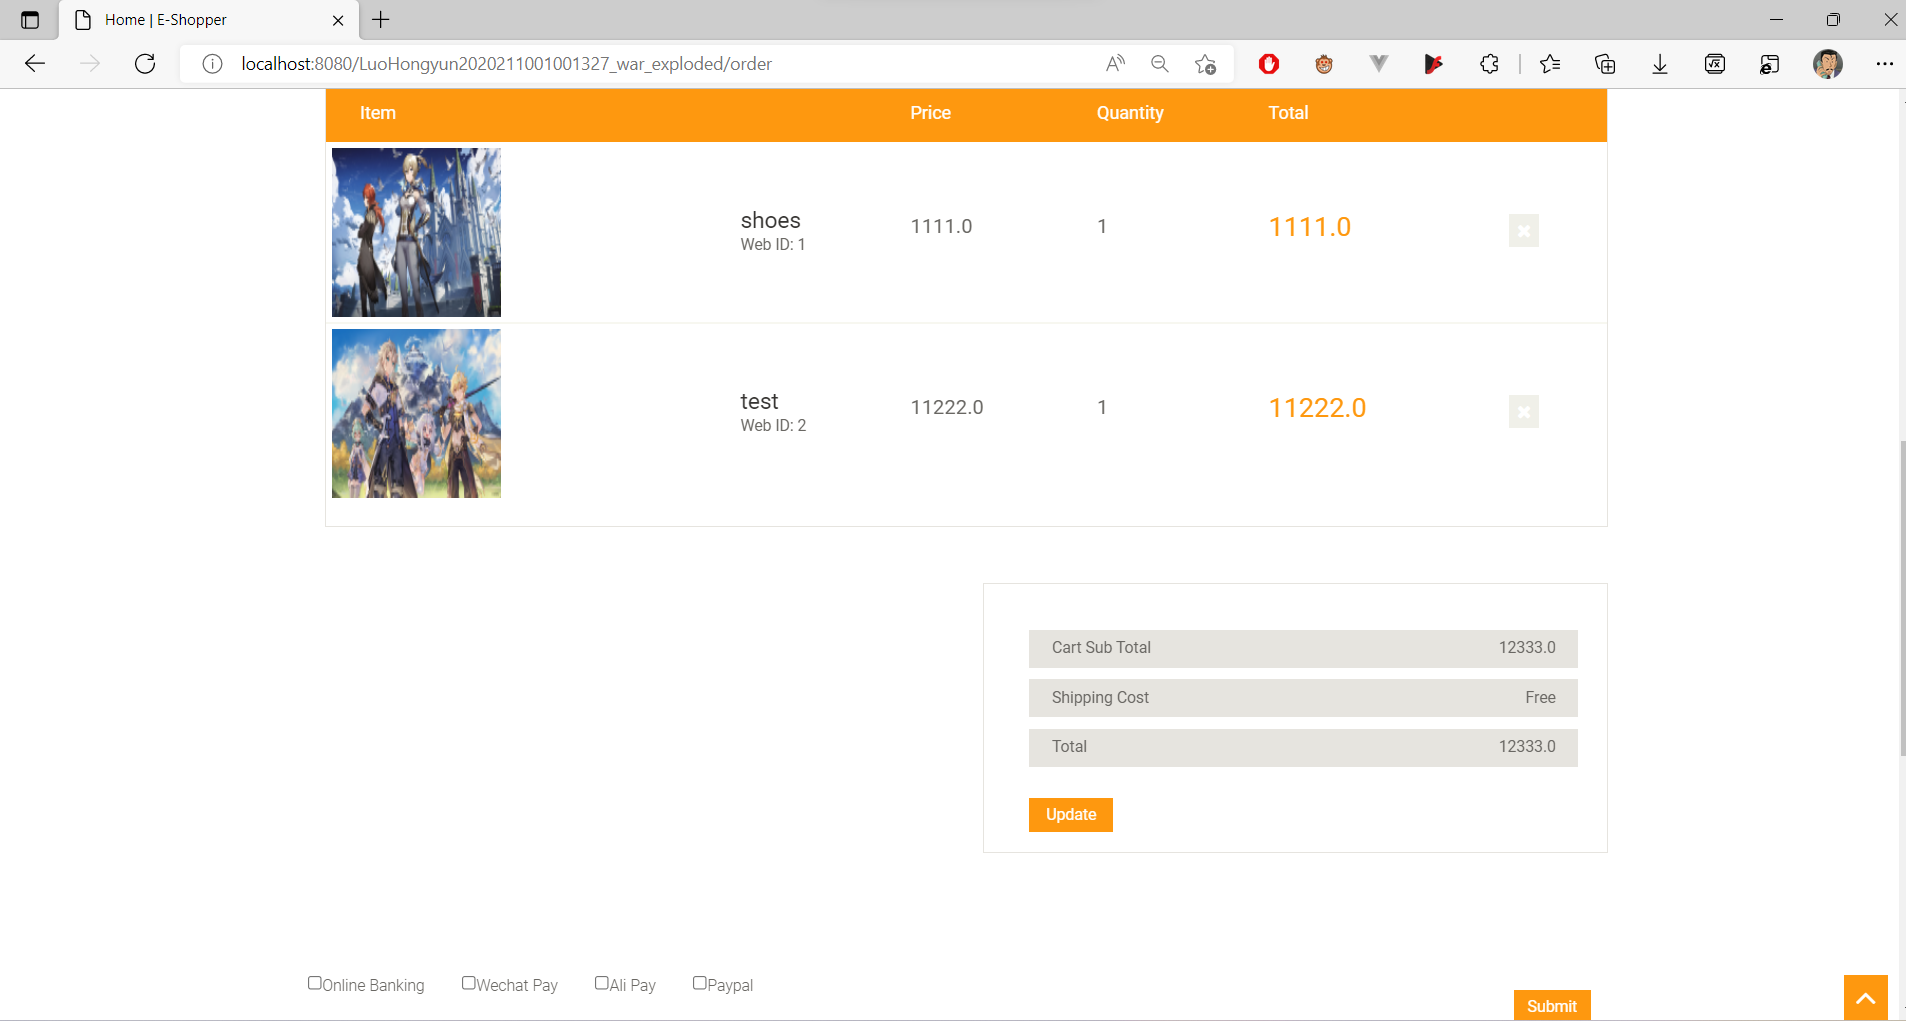 Home | E-Shopper
localhost:8080/LuoHongyun2020211001001327_war_exploded/order
Item Price Quantity Total
shoes
Web ID: 1
1111.0 1 1111.0
test
Web ID: 2
11222.0 1 11222.0
Cart Sub Total 12333.0
Shipping Cost Free
Total 12333.0
Update
Online Banking Wechat Pay Ali Pay Paypal
Submit